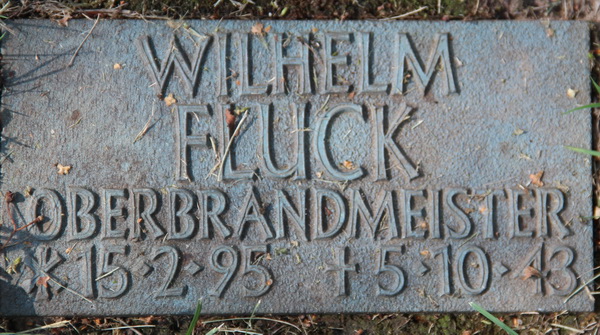 WILHELM
FLUCK
OBERBRANDMEISTER
* 15·2·95 † 5·10·43